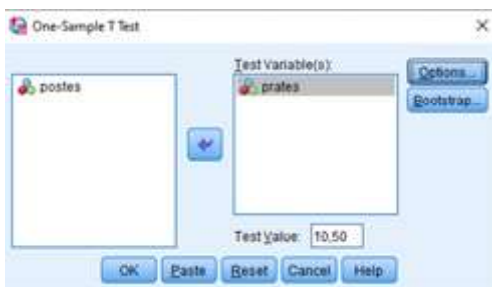 One-Sample T Test
postes
Test Variable(s):
prates
Options...
Bootstrap...
Test Value: 10,50
OK Paste Reset Cancel Help